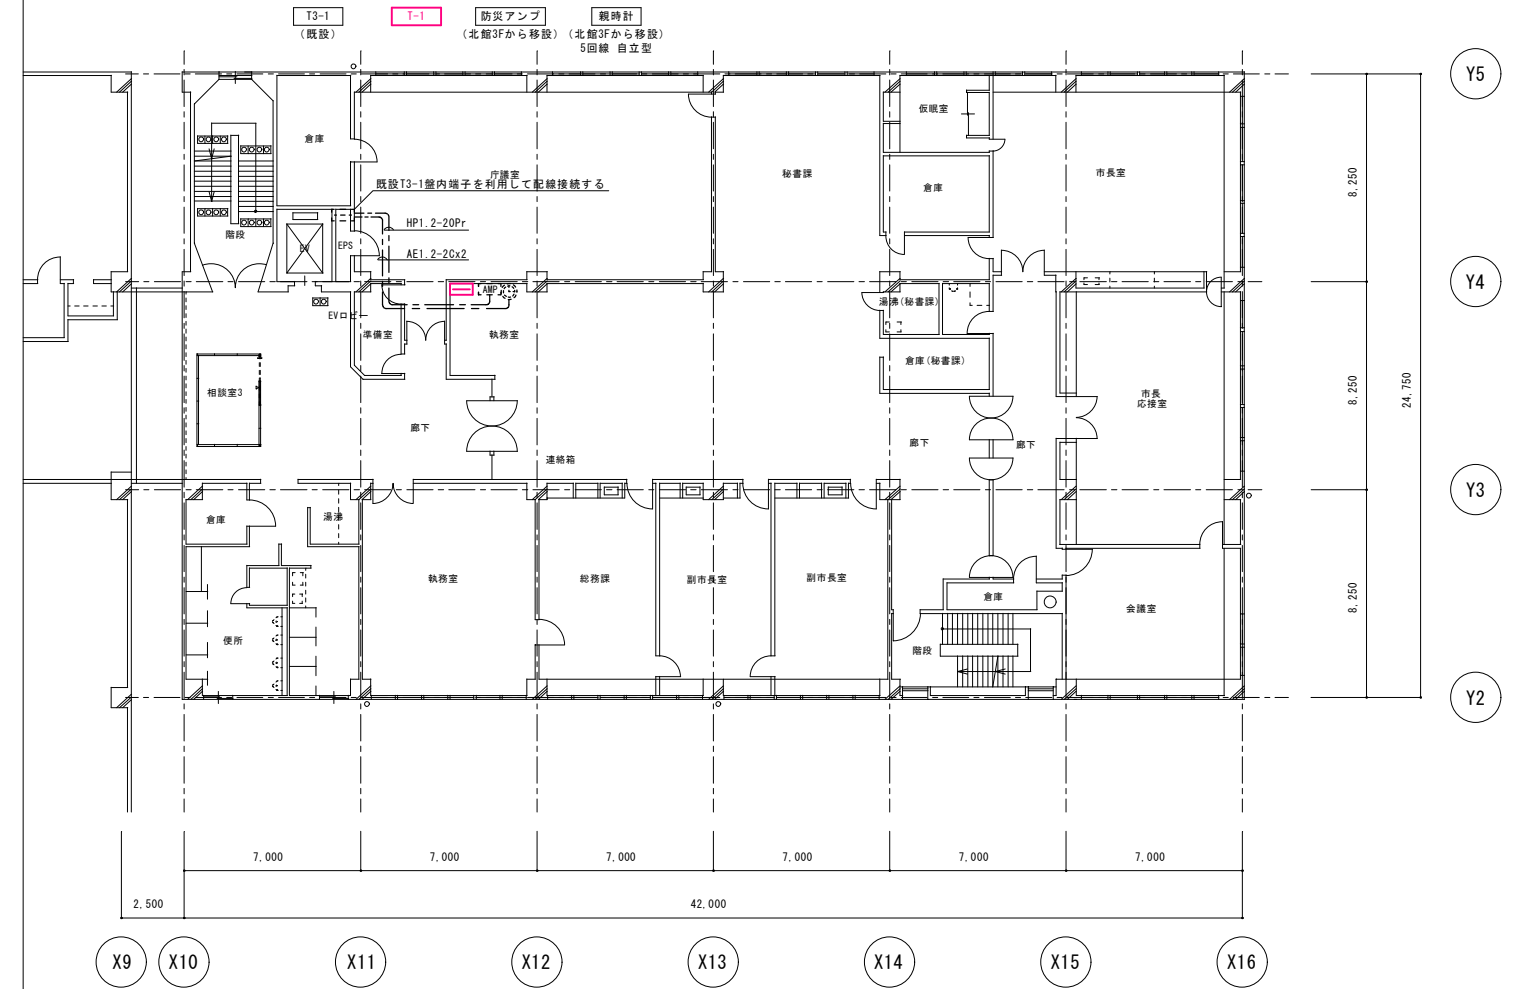 T3-1
(既設)
T-1
防災アンプ
(北館3Fから移設)
親時計
(北館3Fから移設)
5回線 自立型
Y5
倉庫
仮眠室
庁議室
秘書課
市長室
8,250
既設T3-1盤内端子を利用して配線接続する
倉庫
HP1.2-20Pr
階段
EV
EPS
AE1.2-2Cx2
Y4
AMP
EVロビー
準備室
執務室
湯沸(秘書課)
倉庫(秘書課)
相談室3
市長
応接室
8,250
24,750
廊下
廊下
廊下
連絡箱
Y3
倉庫
湯沸
執務室
総務課
副市長室
副市長室
倉庫
会議室
8,250
便所
階段
Y2
7,000
7,000
7,000
7,000
7,000
7,000
2,500
42,000
X9
X10
X11
X12
X13
X14
X15
X16